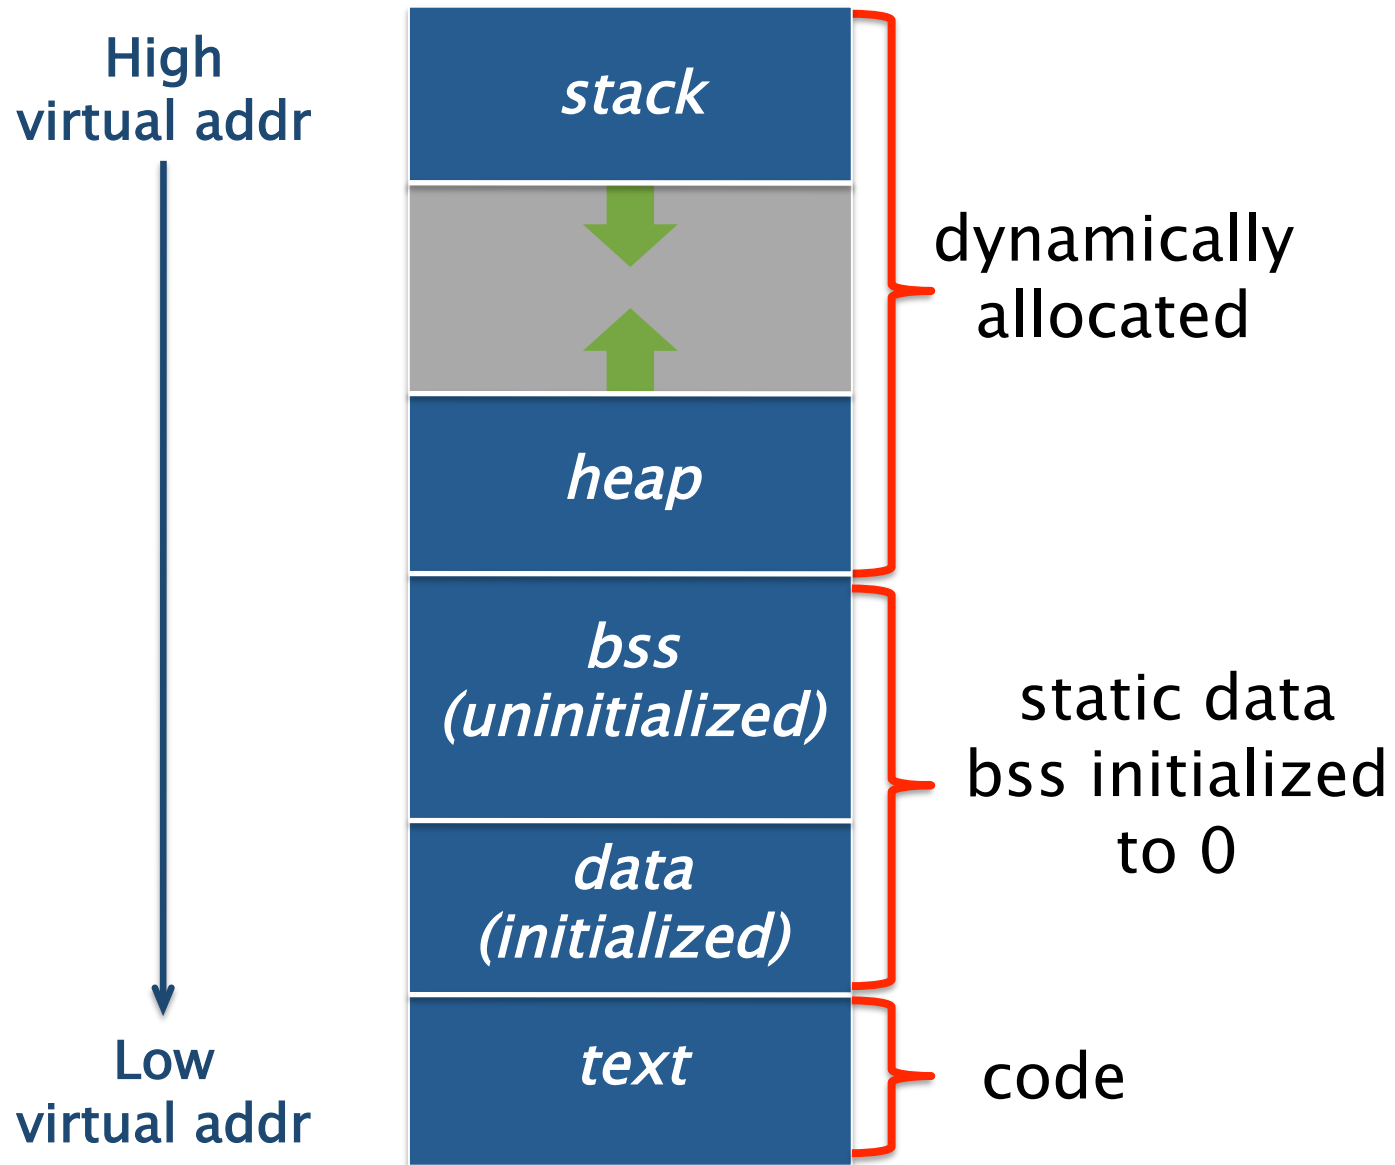 High
virtual addr
stack
dynamically
allocated
heap
bss
(uninitialized)
static data
bss initialized
to 0
data
(initialized)
Low
virtual addr
text
code